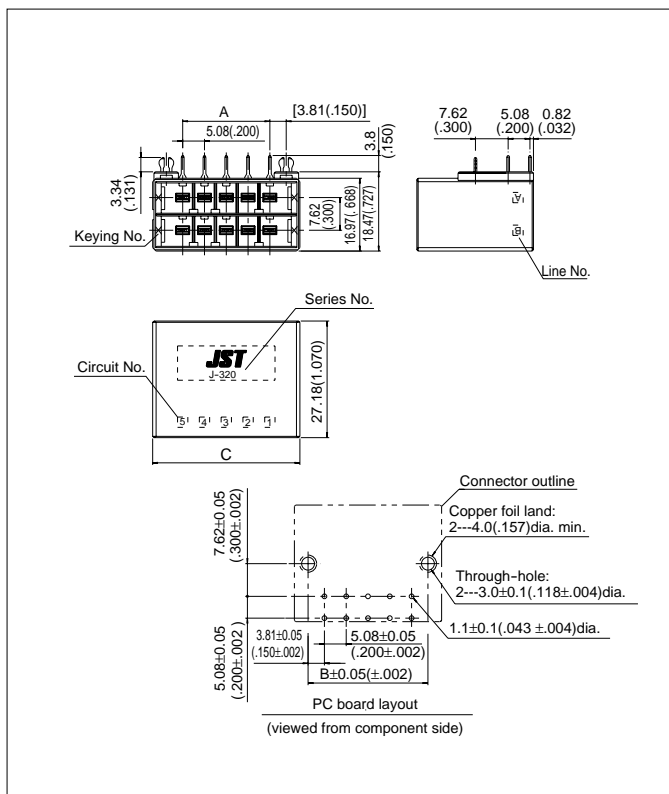 A
[3.81(.150)]
5.08(.200)
3.8
(.150)
3.34
(.131)
7.62
(.300)
16.97(.668)
18.47(.727)
Keying No.
7.62
(.300)
5.08
(.200)
0.82
(.032)
Line No.
Series No.
JST
J-320
Circuit No.
5 4 3 2 1
27.18(1.070)
C
Connector outline
Copper foil land:
2---4.0(.157)dia. min.
Through-hole:
2---3.0±0.1(.118±.004)dia.
1.1±0.1(.043 ±.004)dia.
7.62±0.05
(.300±.002)
5.08±0.05
(.200±.002)
3.81±0.05
(.150±.002)
5.08±0.05
(.200±.002)
B±0.05(±.002)
PC board layout
(viewed from component side)